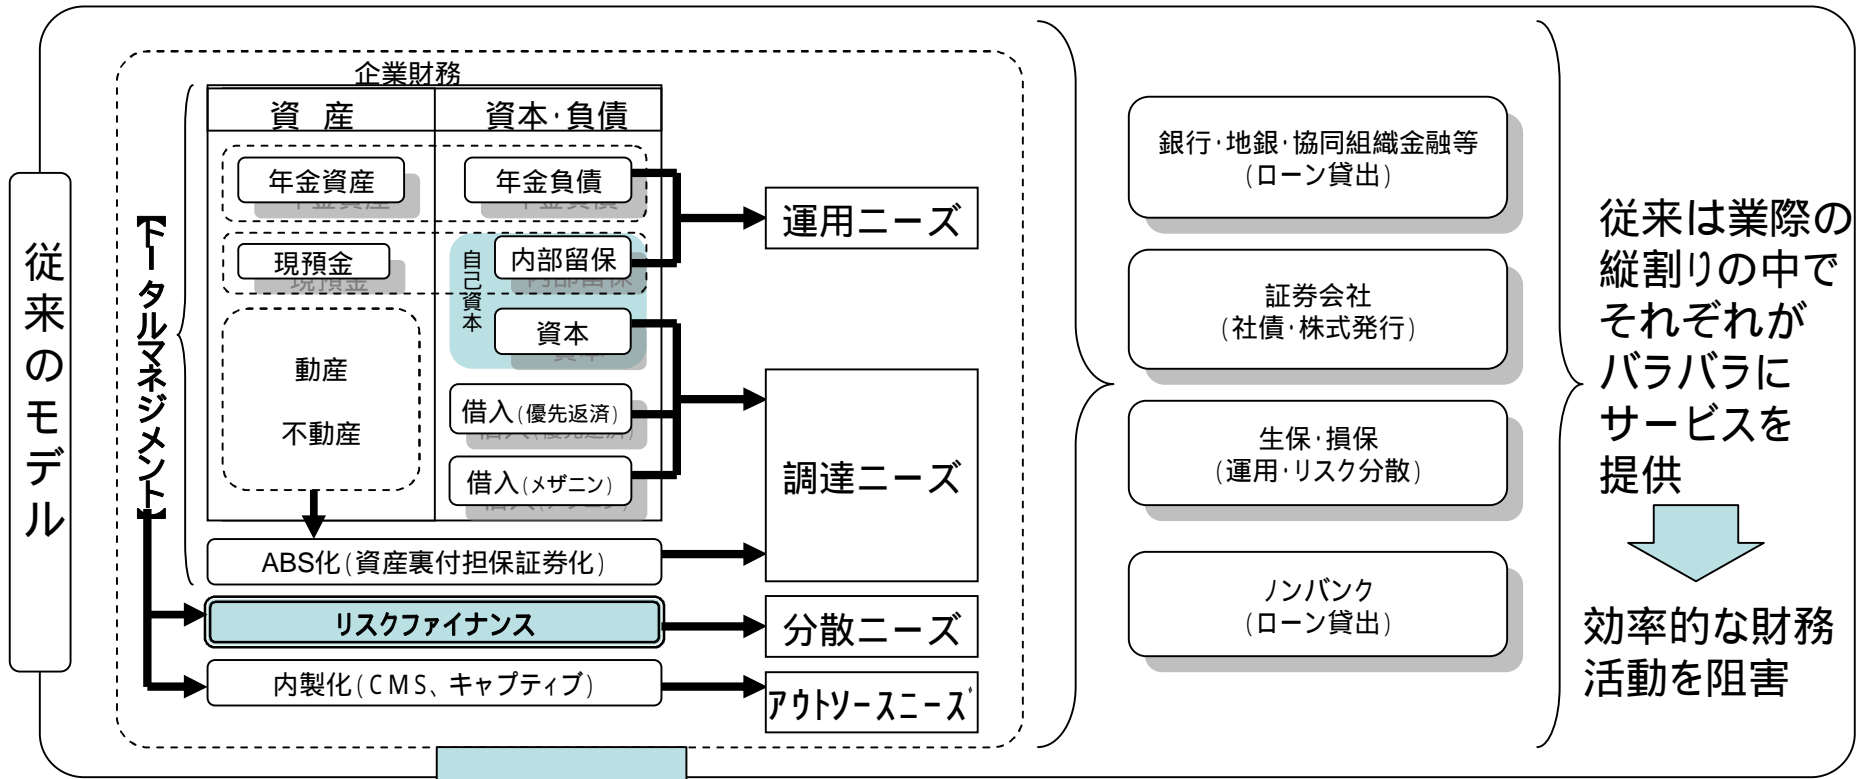 従来のモデル
【トータルマネジメント】
企業財務
資 産
資本・負債
年金資産
年金負債
現預金
自己資本
内部留保
資本
動産
不動産
借入(優先返済)
借入(メザニン)
ABS化(資産裏付担保証券化)
リスクファイナンス
内製化(CMS、キャプティブ)
運用ニーズ
調達ニーズ
分散ニーズ
アウトソースニーズ
銀行・地銀・協同組織金融等
(ローン貸出)
証券会社
(社債・株式発行)
生保・損保
(運用・リスク分散)
ノンバンク
(ローン貸出)
従来は業際の
縦割りの中で
それぞれが
バラバラに
サービスを
提供
効率的な財務
活動を阻害